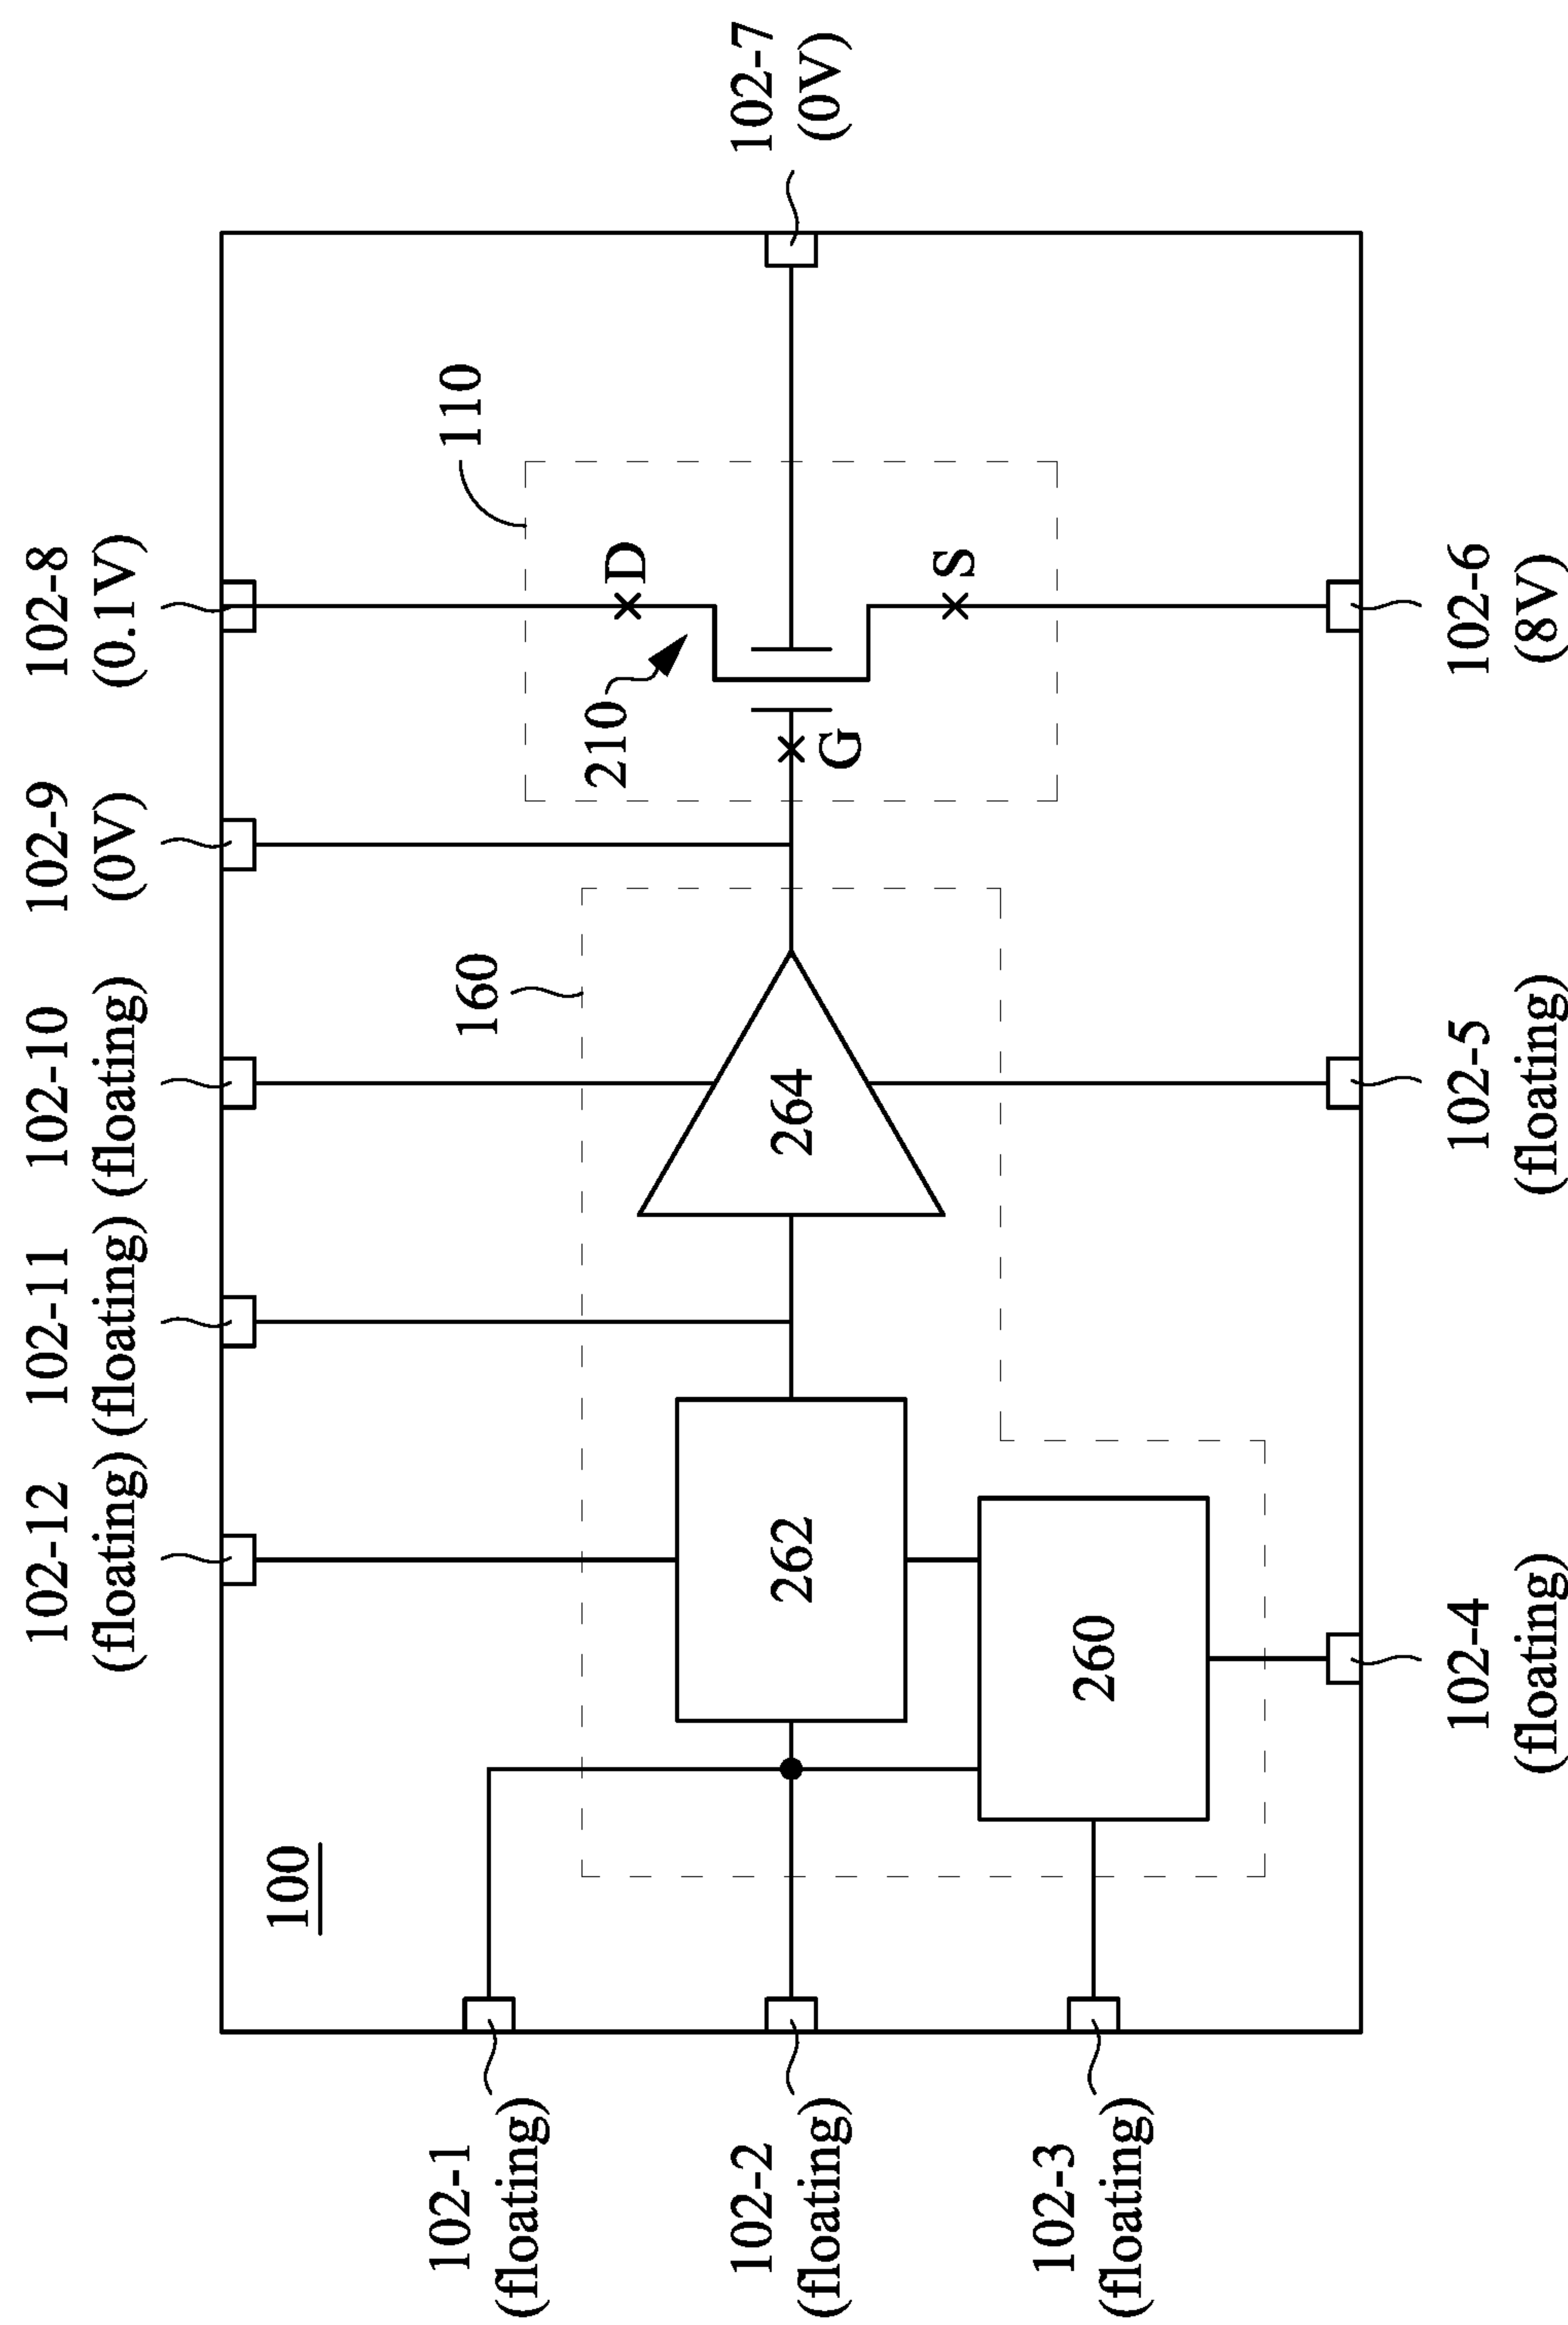 102-12
(floating)
102-11
(floating)
102-10
(floating)
102-9
(0V)
102-8
(0.1V)
100
160
110
210
D
G
S
262
264
260
102-1
(floating)
102-2
(floating)
102-3
(floating)
102-7
(0V)
102-4
(floating)
102-5
(floating)
102-6
(8V)